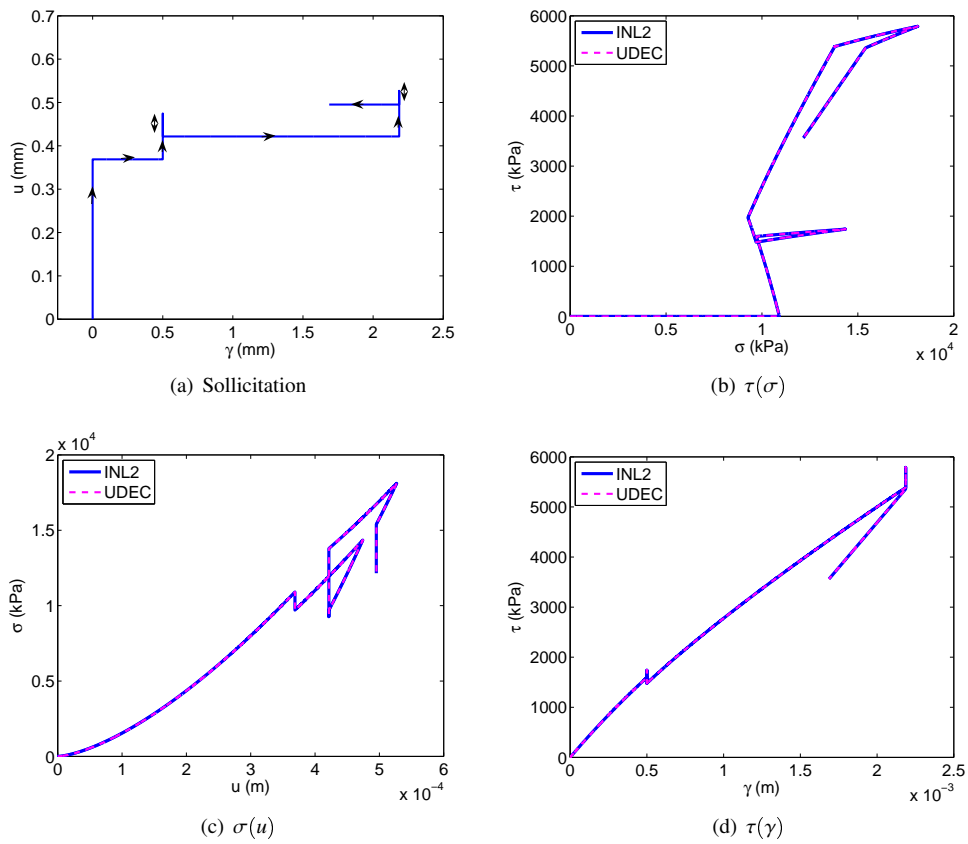 0.7
0.6
0.5
0.4
0.3
0.2
0.1
0
u (mm)
0 0.5 1 1.5 2 2.5
γ (mm)
(a) Sollicitation
6000
5000
4000
3000
2000
1000
0
τ (kPa)
INL2
UDEC
0 0.5 1 1.5 2
σ (kPa)
x 10⁴
(b) τ(σ)
x 10⁴
2
1.5
1
0.5
0
σ (kPa)
INL2
UDEC
0 1 2 3 4 5 6
u (m)
x 10⁻⁴
(c) σ(u)
6000
5000
4000
3000
2000
1000
0
τ (kPa)
INL2
UDEC
0 0.5 1 1.5 2 2.5
γ (m)
x 10⁻³
(d) τ(γ)